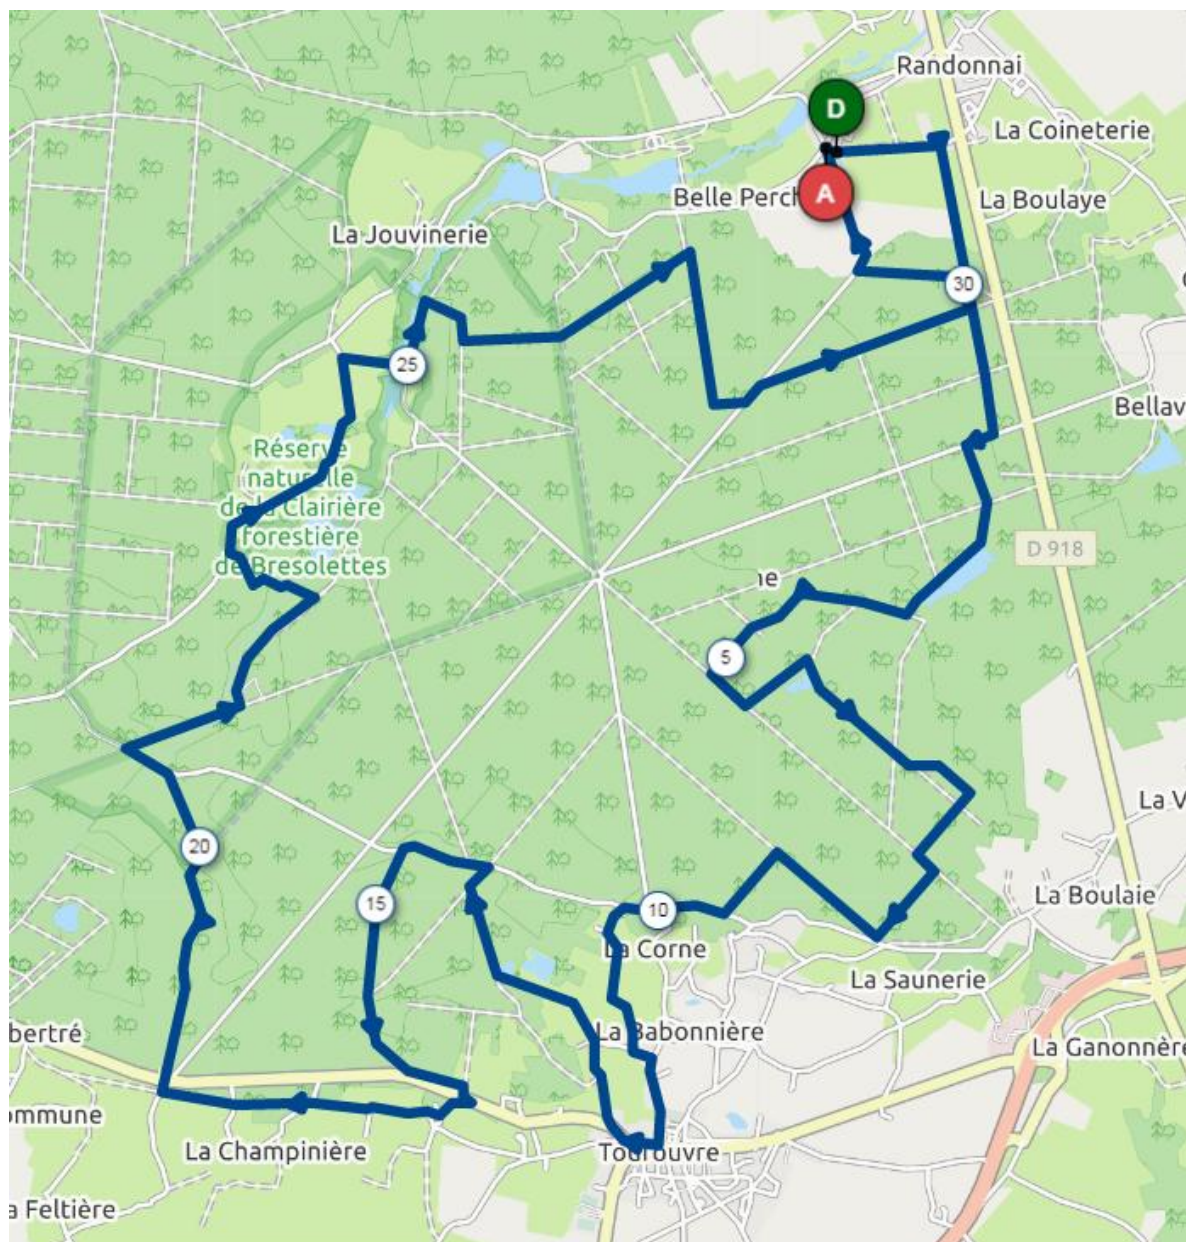 Randonnai
D
La Coineterie
Belle Perch
A
La Boulaye
La Jouvinerie
30
25
Bellav
Réserve
naturelle
de la Clairière
forestière
de Bresolettes
D 918
ne
5
La V
20
La Boulaie
15
10
La Corne
La Saunerie
bertré
La Babonnière
La Ganonnère
ommune
La Champinière
Tourouvre
a Feltière